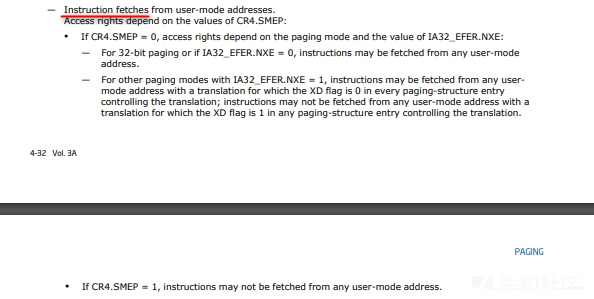 — Instruction fetches from user-mode addresses.
Access rights depend on the values of CR4.SMEP:
• If CR4.SMEP = 0, access rights depend on the paging mode and the value of IA32_EFER.NXE:
— For 32-bit paging or if IA32_EFER.NXE = 0, instructions may be fetched from any user-mode
address.
— For other paging modes with IA32_EFER.NXE = 1, instructions may be fetched from any user-
mode address with a translation for which the XD flag is 0 in every paging-structure entry
controlling the translation; instructions may not be fetched from any user-mode address with a
translation for which the XD flag is 1 in any paging-structure entry controlling the translation.
4-32 Vol. 3A
PAGING
• If CR4.SMEP = 1, instructions may not be fetched from any user-mode address.
先知社区